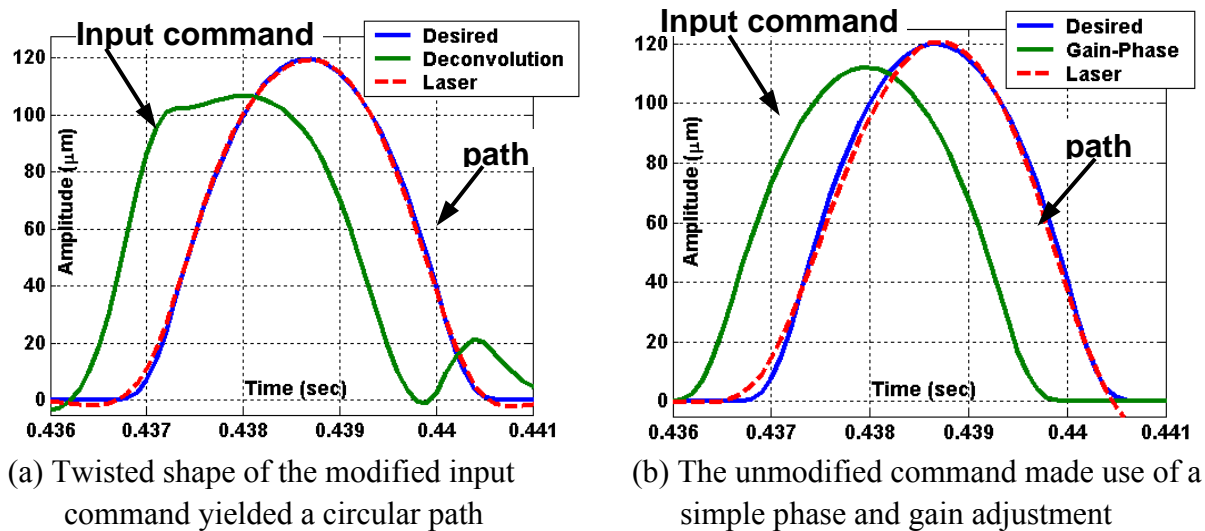 Input command
Desired
Deconvolution
Laser
path
Amplitude (μm)
120
100
80
60
40
20
0
Time (sec)
0.436 0.437 0.438 0.439 0.44 0.441
(a) Twisted shape of the modified input
command yielded a circular path
Input command
Desired
Gain-Phase
Laser
path
Amplitude (μm)
120
100
80
60
40
20
0
Time (sec)
0.436 0.437 0.438 0.439 0.44 0.441
(b) The unmodified command made use of a
simple phase and gain adjustment